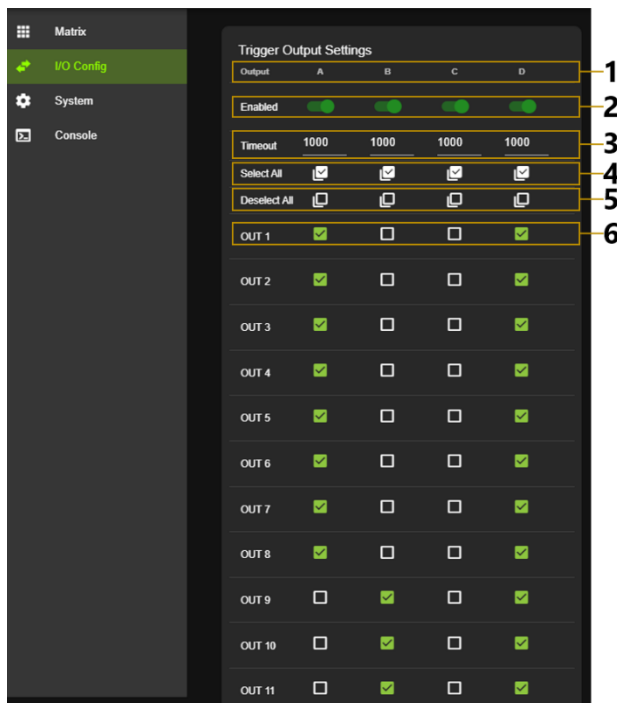 Matrix
I/O Config
System
Console
Trigger Output Settings
Output A B C D 1
Enabled 2
Timeout 1000 1000 1000 1000 3
Select All 4
Deselect All 5
OUT 1 6
OUT 2
OUT 3
OUT 4
OUT 5
OUT 6
OUT 7
OUT 8
OUT 9
OUT 10
OUT 11